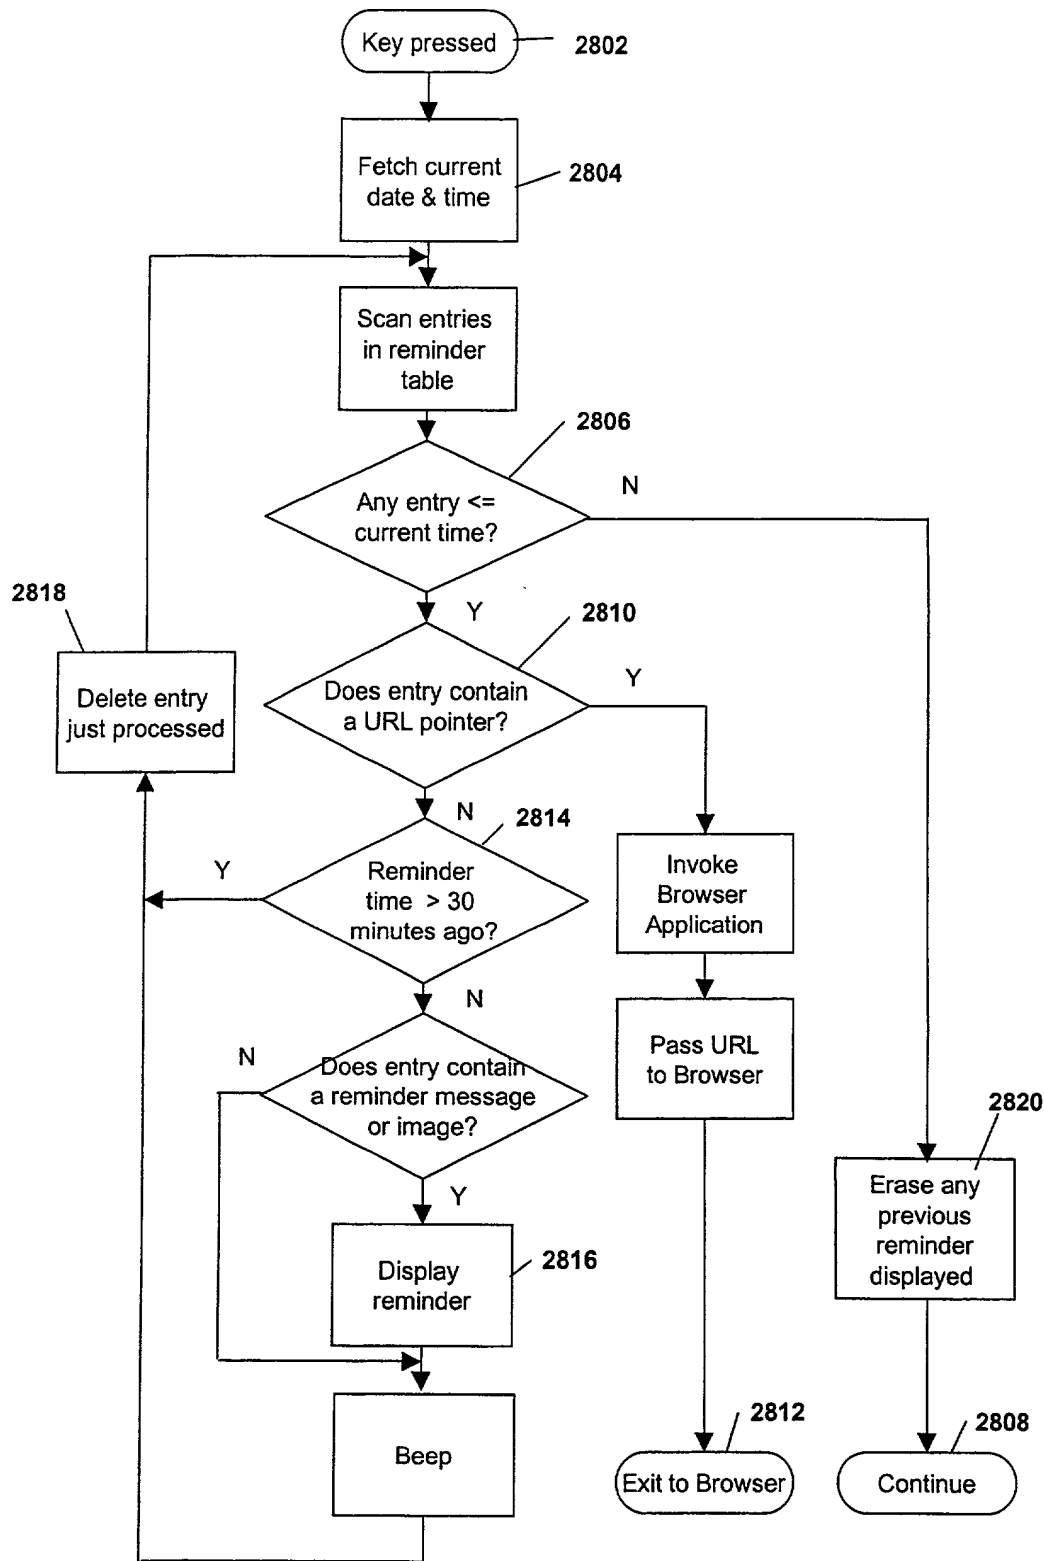 Key pressed
2802
Fetch current
date & time
2804
Scan entries
in reminder
table
2806
Any entry <=
current time?
N
2818
Y
2810
Delete entry
just processed
Does entry contain
a URL pointer?
Y
N
2814
Y
Reminder
time > 30
minutes ago?
Invoke
Browser
Application
N
N
Does entry contain
a reminder message
or image?
Pass URL
to Browser
2820
Y
Erase any
previous
reminder
displayed
Display
reminder
2816
2812
2808
Beep
Exit to Browser
Continue